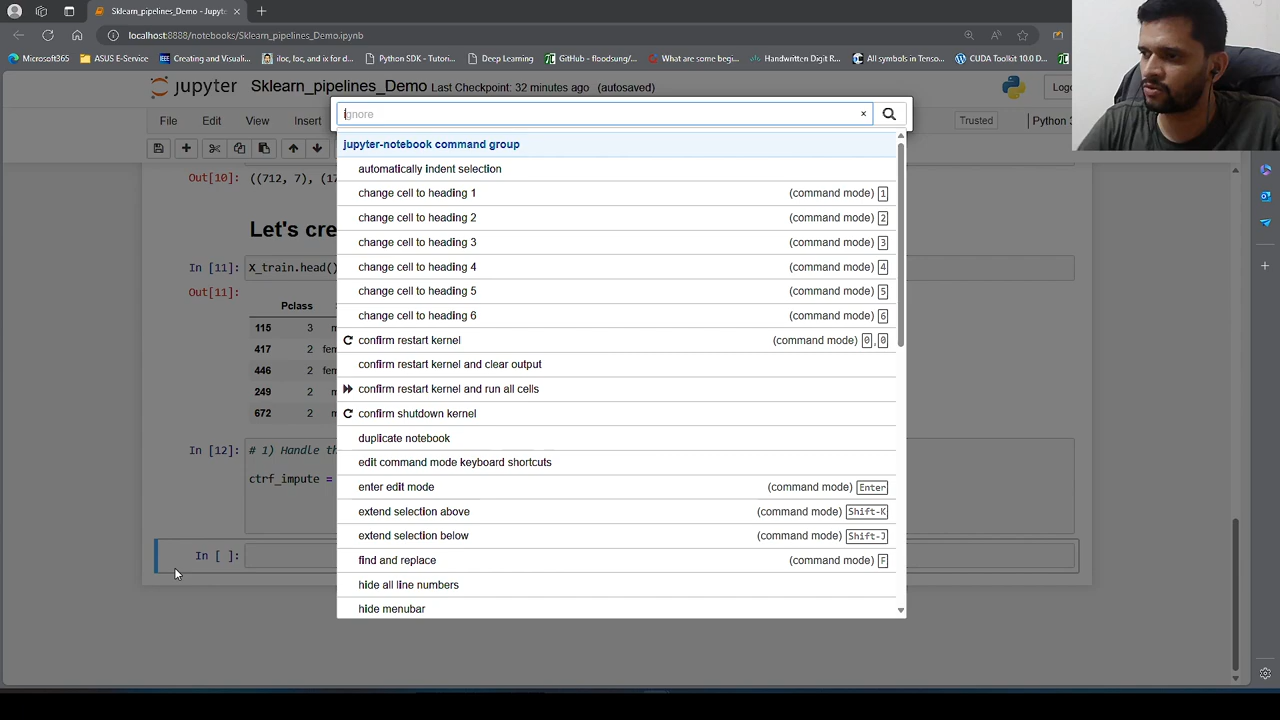 Sklearn_pipelines_Demo - Jupyte
localhost:8888/notebooks/Sklearn_pipelines_Demo.ipynb
Microsoft365
ASUS E-Service
Creating and Visuali...
iloc, loc, and ix for...
Python SDK - Tutori...
Deep Learning
GitHub - floodsung/...
What are some begi...
Handwritten Digit R...
All symbols in Tenso...
CUDA Toolkit 10.0 D...
jupyter Sklearn_pipelines_Demo Last Checkpoint: 32 minutes ago (autosaved)
File Edit View Insert
Trusted
Python 3
ignore
jupyter-notebook command group
automatically indent selection
change cell to heading 1 (command mode) 1
change cell to heading 2 (command mode) 2
change cell to heading 3 (command mode) 3
change cell to heading 4 (command mode) 4
change cell to heading 5 (command mode) 5
change cell to heading 6 (command mode) 6
confirm restart kernel (command mode) 0,0
confirm restart kernel and clear output
confirm restart kernel and run all cells
confirm shutdown kernel
duplicate notebook
edit command mode keyboard shortcuts
enter edit mode (command mode) Enter
extend selection above (command mode) Shift-K
extend selection below (command mode) Shift-J
find and replace (command mode) F
hide all line numbers
hide menubar
Out[10]: ((712, 7), (17
Let's cre
In [11]: X_train.head()
Out[11]:
Pclass
115 3 m
417 2 fem
446 2 m
249 2 m
672 2 m
In [12]: # 1) Handle th
ctrf_impute =
In [ ]: